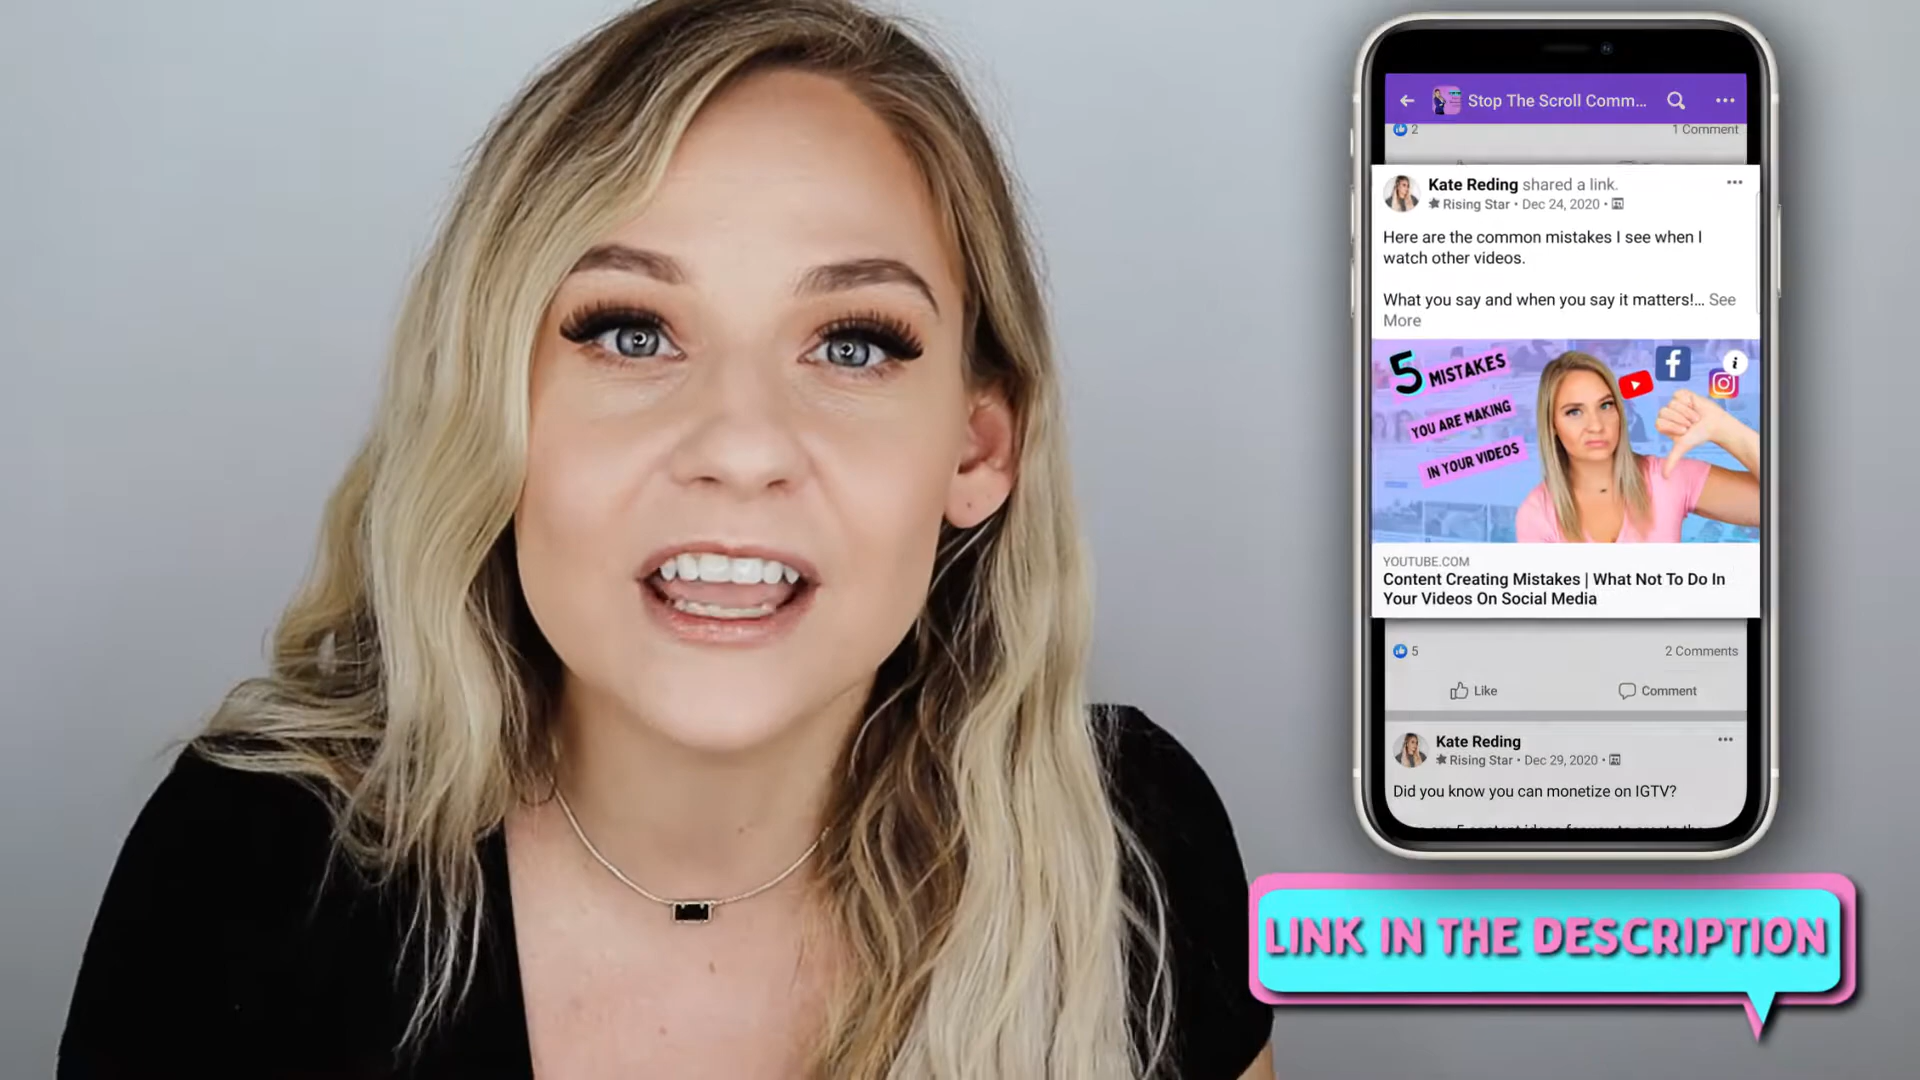 Stop The Scroll Comm...
2
1 Comment
Kate Reding shared a link.
Rising Star • Dec 24, 2020 •
Here are the common mistakes I see when I
watch other videos.
What you say and when you say it matters!... See
More
5 MISTAKES
YOU ARE MAKING
IN YOUR VIDEOS
YOUTUBE.COM
Content Creating Mistakes | What Not To Do In
Your Videos On Social Media
5
2 Comments
Like
Comment
Kate Reding
Rising Star • Dec 29, 2020 •
Did you know you can monetize on IGTV?
LINK IN THE DESCRIPTION